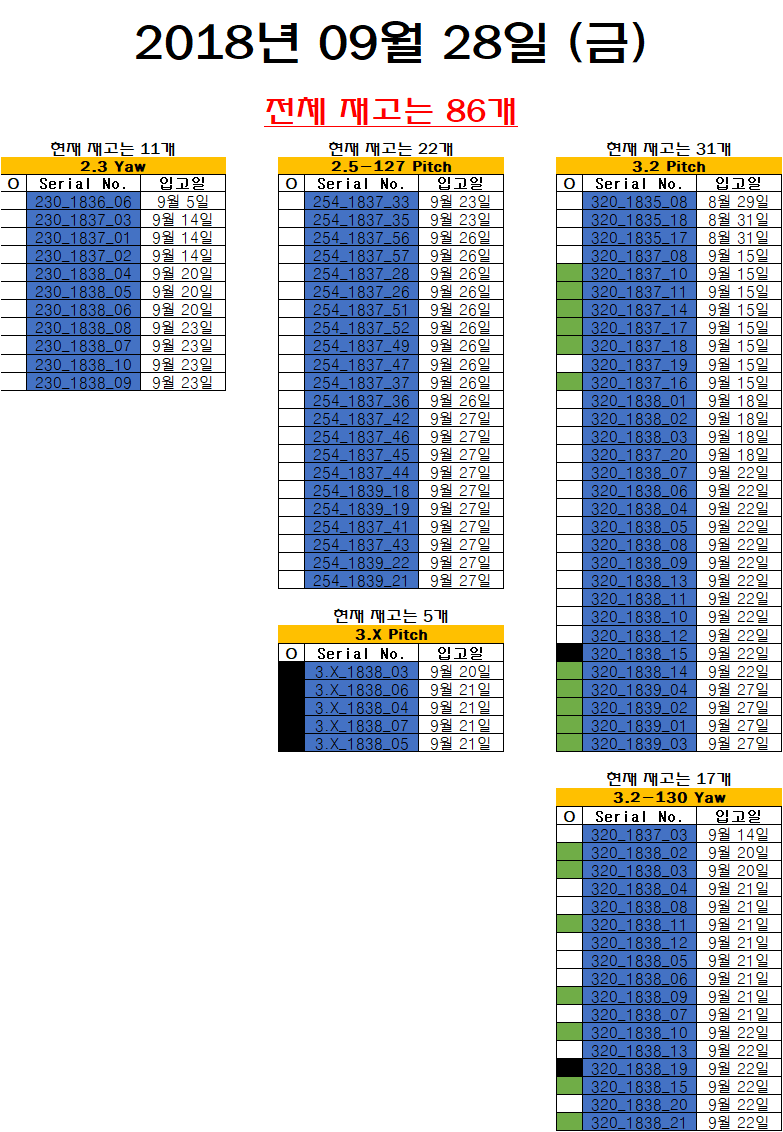 2018년 09월 28일 (금)
전체 재고는 86개
현재 재고는 11개
2.3 Yaw
O Serial No. 입고일
230_1836_06 9월 5일
230_1837_03 9월 14일
230_1837_01 9월 14일
230_1837_02 9월 14일
230_1838_04 9월 20일
230_1838_05 9월 20일
230_1838_06 9월 20일
230_1838_08 9월 23일
230_1838_07 9월 23일
230_1838_10 9월 23일
230_1838_09 9월 23일
현재 재고는 22개
2.5-127 Pitch
O Serial No. 입고일
254_1837_33 9월 23일
254_1837_35 9월 23일
254_1837_56 9월 26일
254_1837_57 9월 26일
254_1837_28 9월 26일
254_1837_26 9월 26일
254_1837_51 9월 26일
254_1837_52 9월 26일
254_1837_49 9월 26일
254_1837_47 9월 26일
254_1837_37 9월 26일
254_1837_36 9월 26일
254_1837_42 9월 27일
254_1837_46 9월 27일
254_1837_45 9월 27일
254_1837_44 9월 27일
254_1839_18 9월 27일
254_1839_19 9월 27일
254_1837_41 9월 27일
254_1837_43 9월 27일
254_1839_22 9월 27일
254_1839_21 9월 27일
현재 재고는 5개
3.X Pitch
O Serial No. 입고일
3.X_1838_03 9월 20일
3.X_1838_06 9월 21일
3.X_1838_04 9월 21일
3.X_1838_07 9월 21일
3.X_1838_05 9월 21일
현재 재고는 31개
3.2 Pitch
O Serial No. 입고일
320_1835_08 8월 29일
320_1835_18 8월 31일
320_1835_17 8월 31일
320_1837_08 9월 15일
320_1837_10 9월 15일
320_1837_11 9월 15일
320_1837_14 9월 15일
320_1837_17 9월 15일
320_1837_18 9월 15일
320_1837_19 9월 15일
320_1837_16 9월 15일
320_1838_01 9월 18일
320_1838_02 9월 18일
320_1838_03 9월 18일
320_1837_20 9월 18일
320_1838_07 9월 22일
320_1838_06 9월 22일
320_1838_04 9월 22일
320_1838_05 9월 22일
320_1838_08 9월 22일
320_1838_09 9월 22일
320_1838_13 9월 22일
320_1838_11 9월 22일
320_1838_10 9월 22일
320_1838_12 9월 22일
320_1838_15 9월 22일
320_1838_14 9월 22일
320_1839_04 9월 27일
320_1839_02 9월 27일
320_1839_01 9월 27일
320_1839_03 9월 27일
현재 재고는 17개
3.2-130 Yaw
O Serial No. 입고일
320_1837_03 9월 14일
320_1838_02 9월 20일
320_1838_03 9월 20일
320_1838_04 9월 21일
320_1838_08 9월 21일
320_1838_11 9월 21일
320_1838_12 9월 21일
320_1838_05 9월 21일
320_1838_06 9월 21일
320_1838_09 9월 21일
320_1838_07 9월 21일
320_1838_10 9월 22일
320_1838_13 9월 22일
320_1838_19 9월 22일
320_1838_15 9월 22일
320_1838_20 9월 22일
320_1838_21 9월 22일